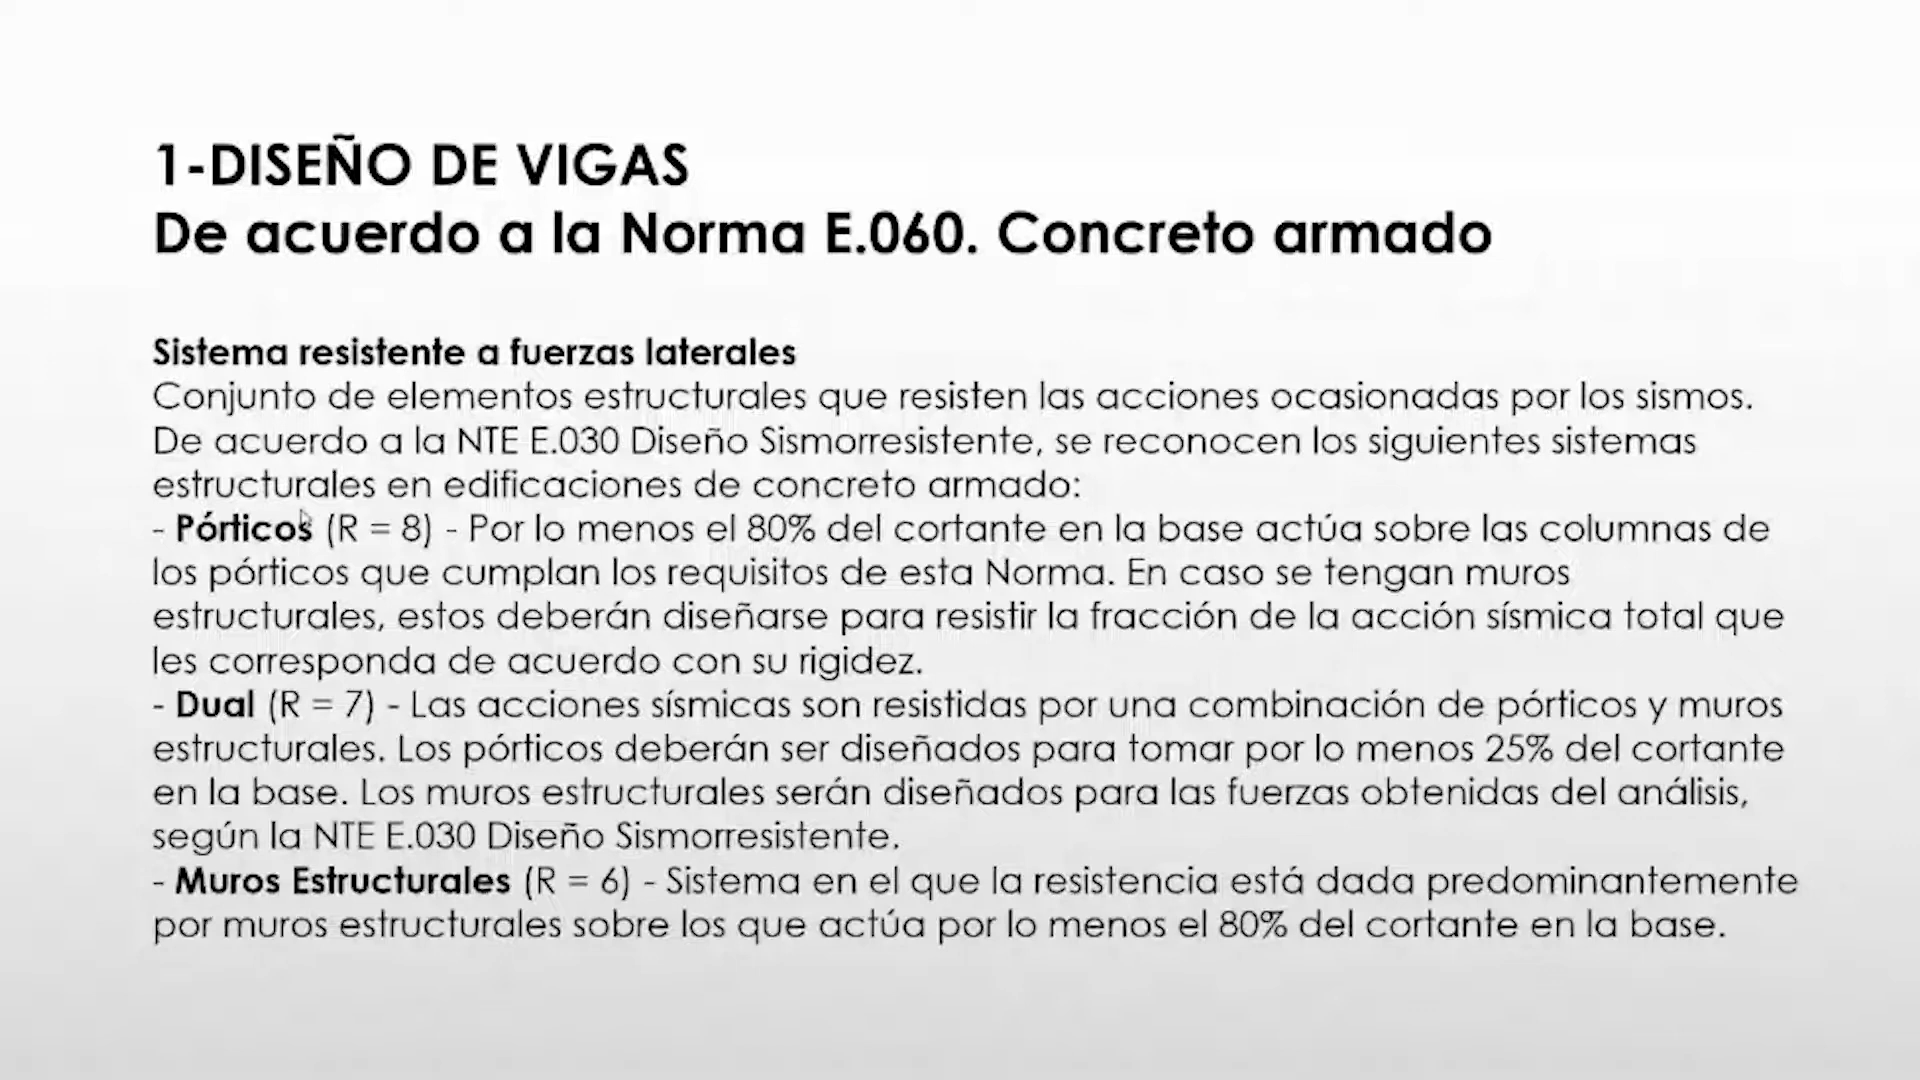 1-DISEÑO DE VIGAS
De acuerdo a la Norma E.060. Concreto armado
Sistema resistente a fuerzas laterales
Conjunto de elementos estructurales que resisten las acciones ocasionadas por los sismos.
De acuerdo a la NTE E.030 Diseño Sismorresistente, se reconocen los siguientes sistemas
estructurales en edificaciones de concreto armado:
- Pórticos (R = 8) - Por lo menos el 80% del cortante en la base actúa sobre las columnas de
los pórticos que cumplan los requisitos de esta Norma. En caso se tengan muros
estructurales, estos deberán diseñarse para resistir la fracción de la acción sísmica total que
les corresponda de acuerdo con su rigidez.
- Dual (R = 7) - Las acciones sísmicas son resistidas por una combinación de pórticos y muros
estructurales. Los pórticos deberán ser diseñados para tomar por lo menos 25% del cortante
en la base. Los muros estructurales serán diseñados para las fuerzas obtenidas del análisis,
según la NTE E.030 Diseño Sismorresistente.
- Muros Estructurales (R = 6) - Sistema en el que la resistencia está dada predominantemente
por muros estructurales sobre los que actúa por lo menos el 80% del cortante en la base.